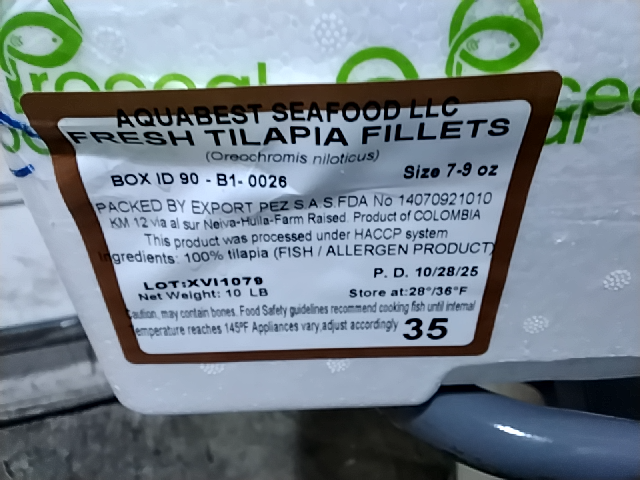 AQUABEST SEAFOOD LLC
FRESH TILAPIA FILLETS
(Oreochromis niloticus)
BOX ID 90 - B1- 0026 Size 7-9 oz
PACKED BY EXPORT PEZ S.A.S FDA No 14070921010
KM 12 via al sur Neiva-Huila-Farm Raised. Product of COLOMBIA
This product was processed under HACCP system
Ingredients: 100% tilapia (FISH / ALLERGEN PRODUCT)
LOT:XVI1079 P. D. 10/28/25
Net Weight: 10 LB Store at:28°/36°F
Caution, may contain bones. Food Safety guidelines recommend cooking fish until internal
temperature reaches 145ºF Appliances vary,adjust accordingly 35